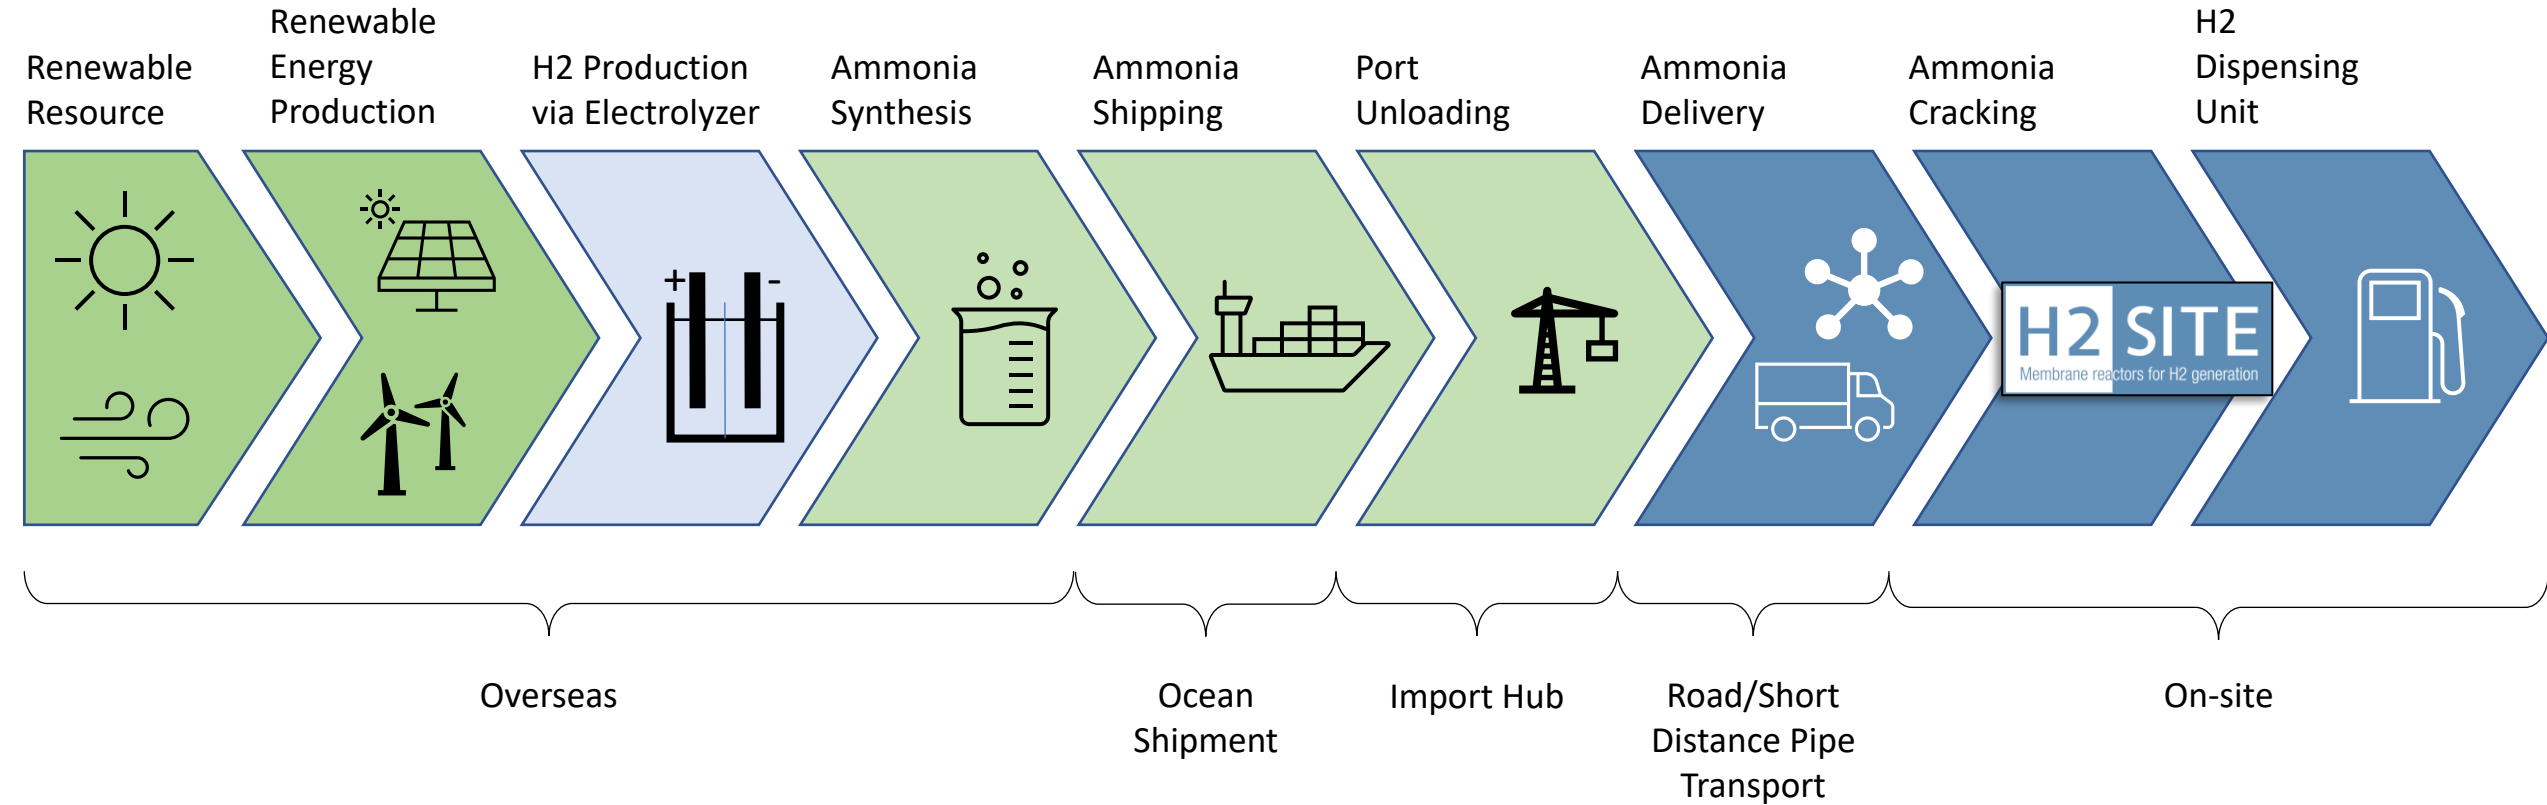 Renewable
Resource
Renewable
Energy
Production
H2 Production
via Electrolyzer
Ammonia
Synthesis
Ammonia
Shipping
Port
Unloading
Ammonia
Delivery
Ammonia
Cracking
H2
Dispensing
Unit
+ -
H2 SITE
Membrane reactors for H2 generation
Overseas
Ocean
Shipment
Import Hub
Road/Short
Distance Pipe
Transport
On-site